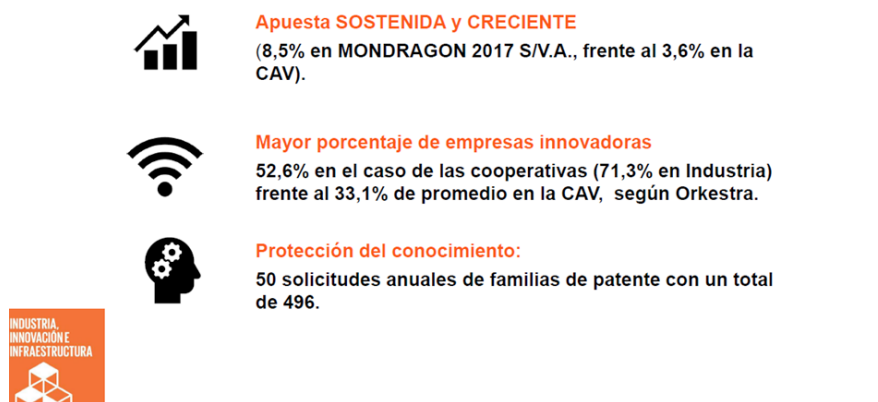 Apuesta SOSTENIDA y CRECIENTE
(8,5% en MONDRAGON 2017 S/V.A., frente al 3,6% en la
CAV).
Mayor porcentaje de empresas innovadoras
52,6% en el caso de las cooperativas (71,3% en Industria)
frente al 33,1% de promedio en la CAV, según Orkestra.
Protección del conocimiento:
50 solicitudes anuales de familias de patente con un total
de 496.
INDUSTRIA,
INNOVACIÓN E
INFRAESTRUCTURA